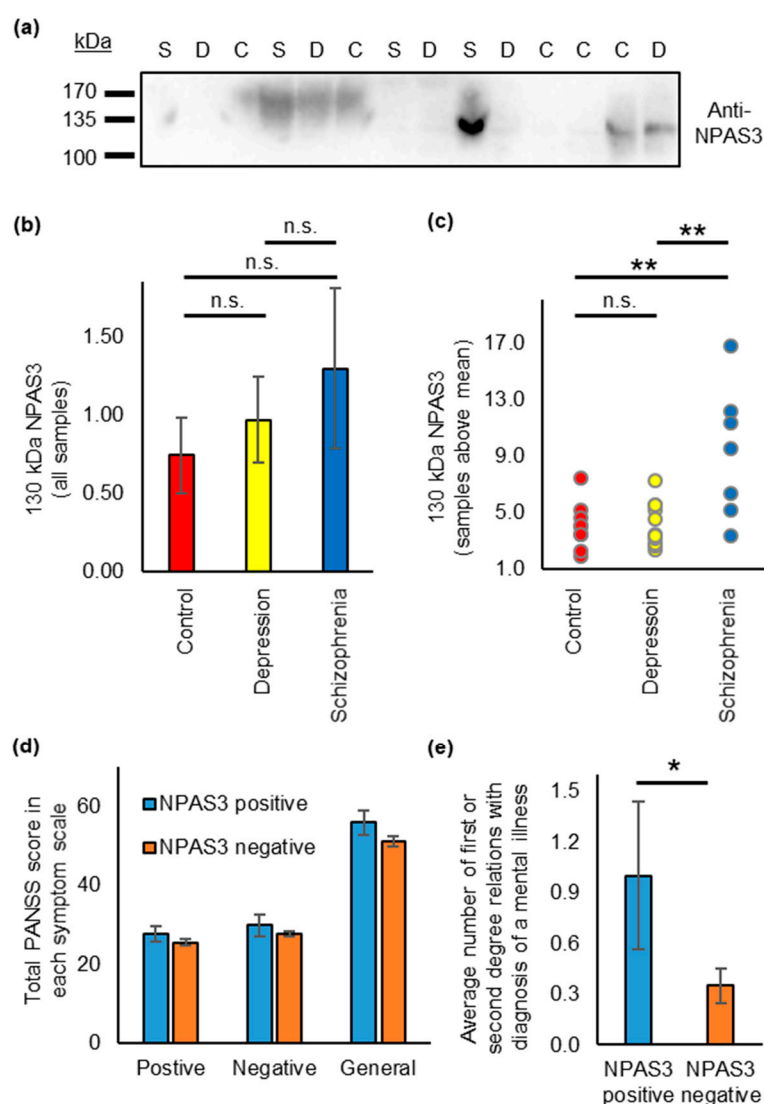 (a)
kDa
S D C S D C S D S D C C C D
170
135
100
Anti-
NPAS3
(b)
n.s.
n.s.
n.s.
130 kDa NPAS3
(all samples)
1.50
1.00
0.50
0.00
Control
Depression
Schizophrenia
(c)
**
**
n.s.
130 kDa NPAS3
(samples above mean)
17.0
13.0
9.0
5.0
1.0
Control
Depressoin
Schizophrenia
(d)
Total PANSS score in
each symptom scale
60
40
20
0
NPAS3 positive
NPAS3 negative
Postive Negative General
(e)
*
Average number of first or
second degree relations with
diagnosis of a mental illness
1.5
1.2
0.9
0.6
0.3
0.0
NPAS3 NPAS3
positive negative